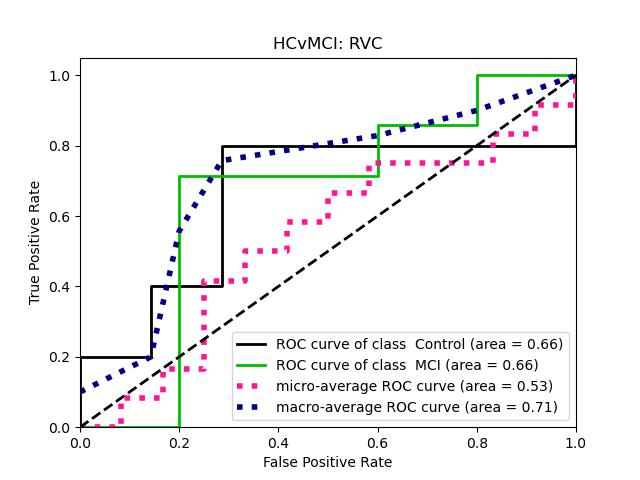 HCvMCI: RVC
1.0
0.8
0.6
0.4
0.2
0.0
True Positive Rate
ROC curve of class  Control (area = 0.66)
ROC curve of class  MCI (area = 0.66)
micro-average ROC curve (area = 0.53)
macro-average ROC curve (area = 0.71)
0.0 0.2 0.4 0.6 0.8 1.0
False Positive Rate